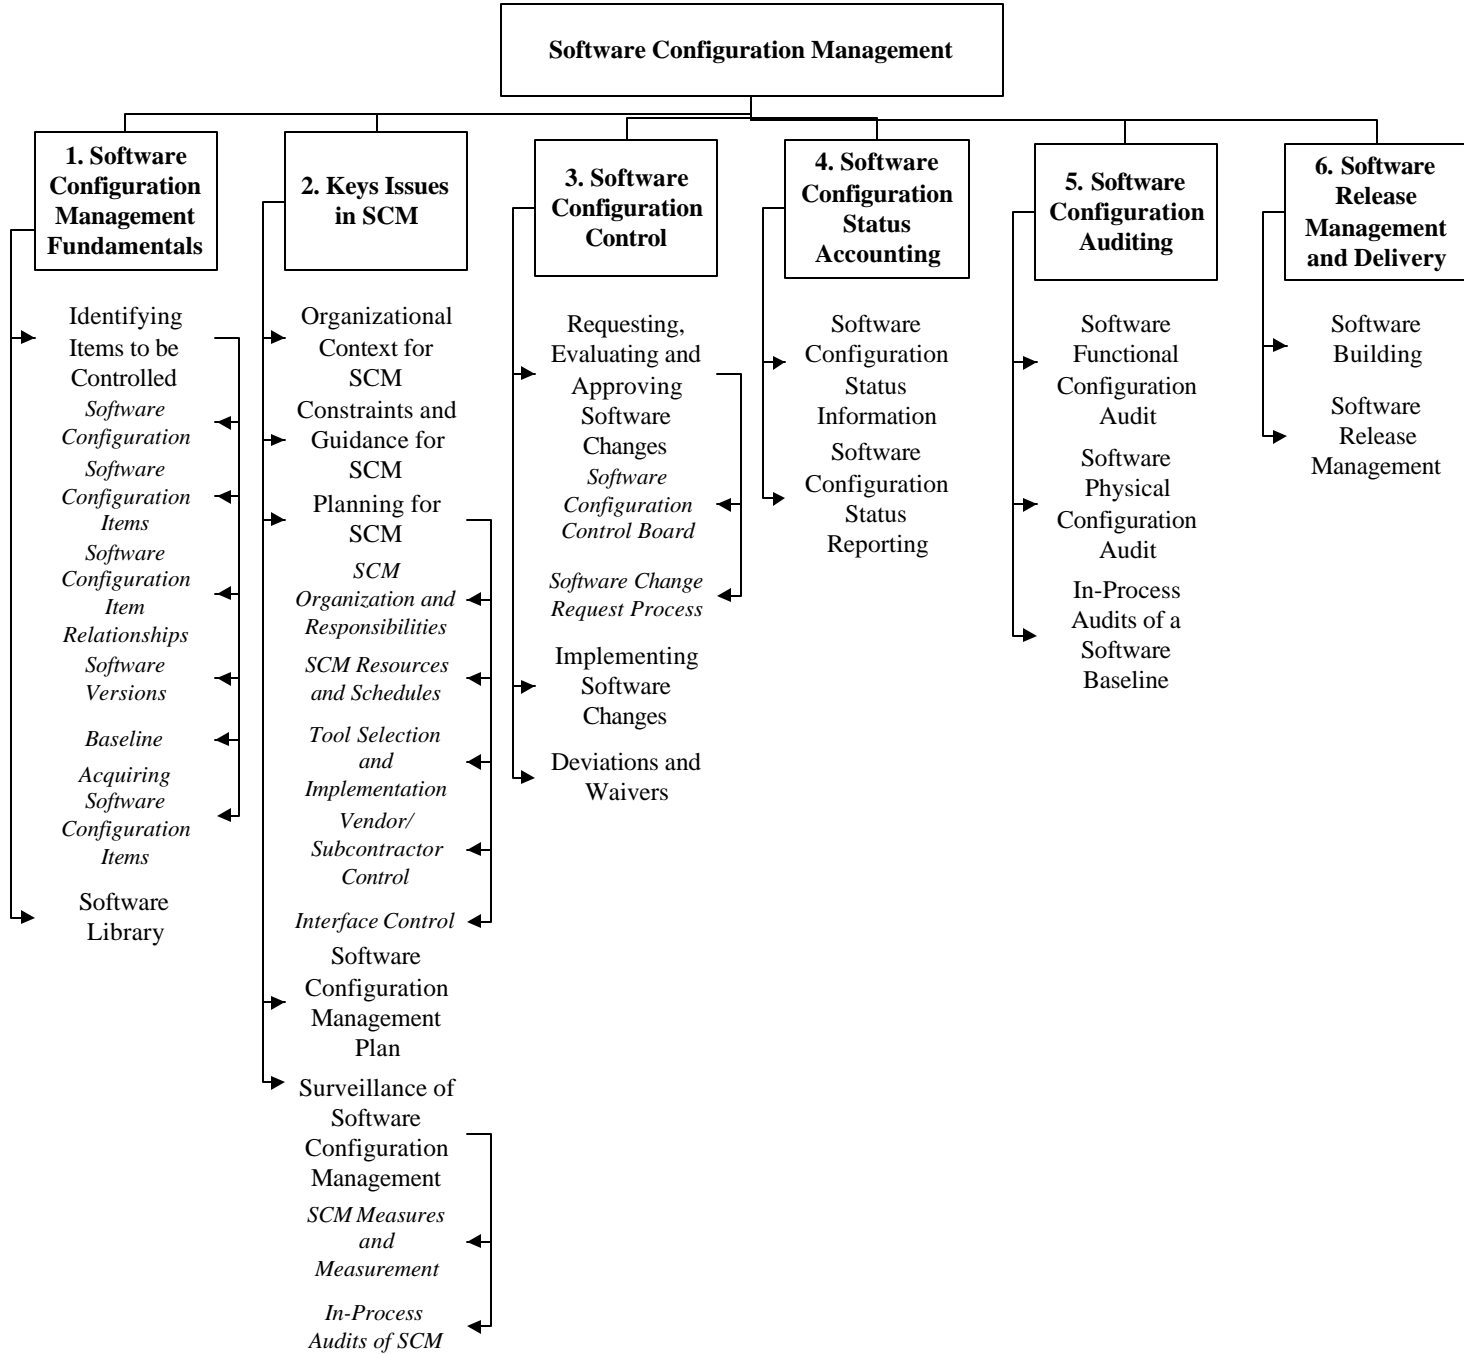 Software Configuration Management
1. Software
Configuration
Management
Fundamentals
Identifying
Items to be
Controlled
Software
Configuration
Software
Configuration
Items
Software
Configuration
Item
Relationships
Software
Versions
Baseline
Acquiring
Software
Configuration
Items
Software
Library
2. Keys Issues
in SCM
Organizational
Context for
SCM
Constraints and
Guidance for
SCM
Planning for
SCM
SCM
Organization and
Responsibilities
SCM Resources
and Schedules
Tool Selection
and
Implementation
Vendor/
Subcontractor
Control
Interface Control
Software
Configuration
Management
Plan
Surveillance of
Software
Configuration
Management
SCM Measures
and
Measurement
In-Process
Audits of SCM
3. Software
Configuration
Control
Requesting,
Evaluating and
Approving
Software
Changes
Software
Configuration
Control Board
Software Change
Request Process
Implementing
Software
Changes
Deviations and
Waivers
4. Software
Configuration
Status
Accounting
Software
Configuration
Status
Information
Software
Configuration
Status
Reporting
5. Software
Configuration
Auditing
Software
Functional
Configuration
Audit
Software
Physical
Configuration
Audit
In-Process
Audits of a
Software
Baseline
6. Software
Release
Management
and Delivery
Software
Building
Software
Release
Management